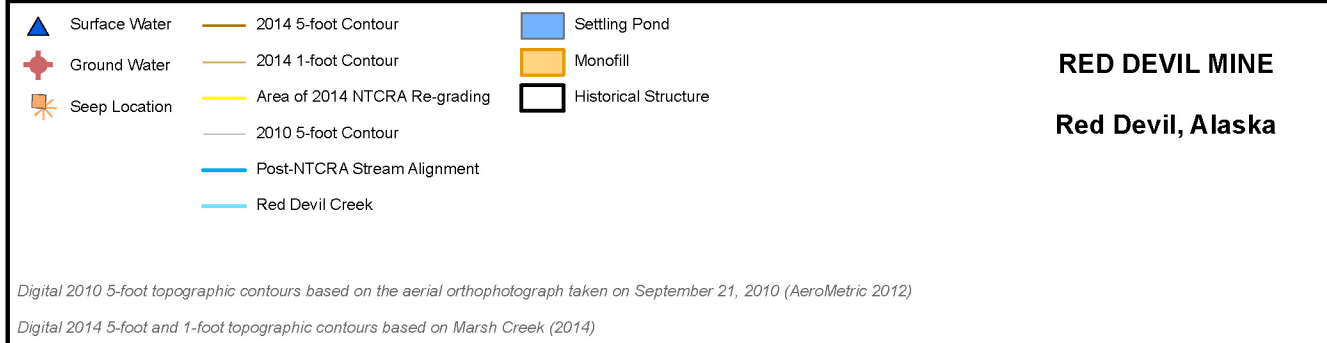 Surface Water
Ground Water
Seep Location
2014 5-foot Contour
2014 1-foot Contour
Area of 2014 NTCRA Re-grading
2010 5-foot Contour
Post-NTCRA Stream Alignment
Red Devil Creek
Settling Pond
Monofill
Historical Structure
RED DEVIL MINE
Red Devil, Alaska
Digital 2010 5-foot topographic contours based on the aerial orthophotograph taken on September 21, 2010 (AeroMetric 2012)
Digital 2014 5-foot and 1-foot topographic contours based on Marsh Creek (2014)